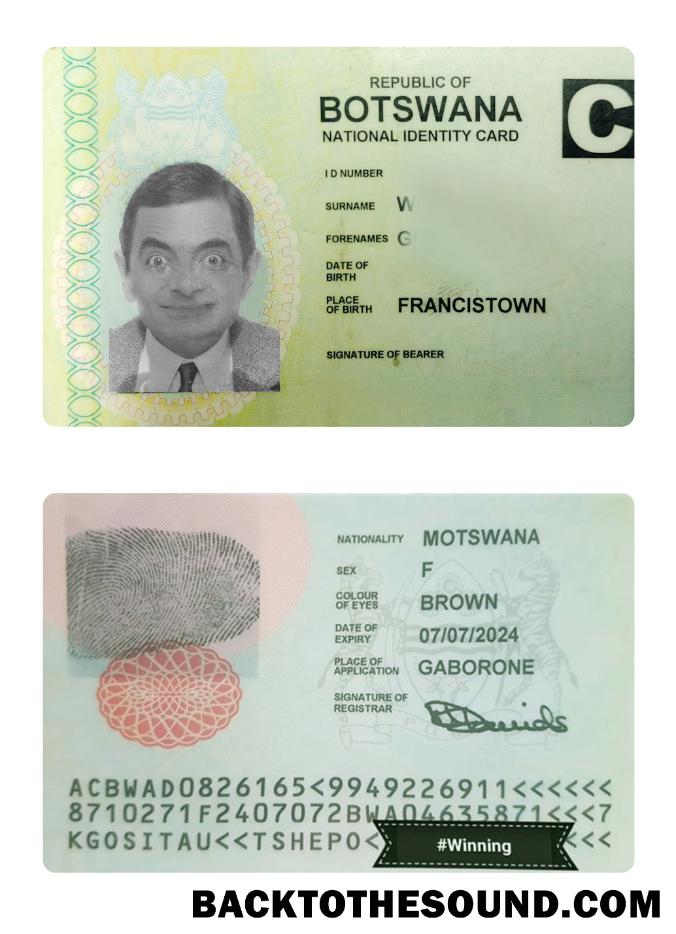 REPUBLIC OF
BOTSWANA
NATIONAL IDENTITY CARD
C
I D NUMBER
SURNAME W
FORENAMES G
DATE OF
BIRTH
PLACE
OF BIRTH FRANCISTOWN
SIGNATURE OF BEARER
NATIONALITY MOTSWANA
SEX F
COLOUR
OF EYES BROWN
DATE OF
EXPIRY 07/07/2024
PLACE OF
APPLICATION GABORONE
SIGNATURE OF
REGISTRAR
ACBWAD0826165<9949226911<<<<<<
8710271F2407072BWA04635871<<<7
KGOSITAU<<TSHEPO< <<<
#Winning
BACKTOTHESOUND.COM